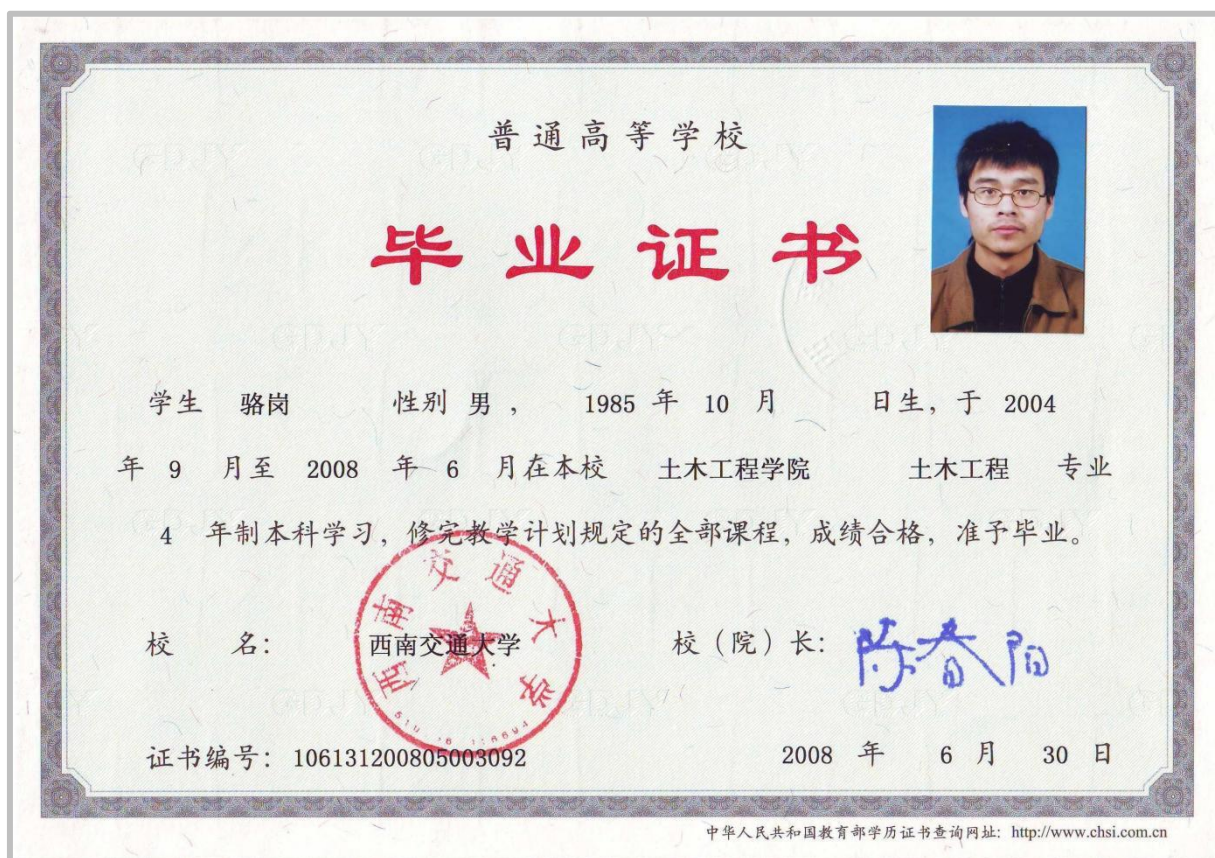 普通高等学校
毕业证书
学生 骆岗 性别 男 ， 1985 年 10 月 日生，于 2004
年 9 月至 2008 年 6 月在本校 土木工程学院 土木工程 专业
4 年制本科学习，修完教学计划规定的全部课程，成绩合格，准予毕业。
西南交通大学
校 名： 西南交通大学 校（院）长： 陈春阳
证书编号： 106131200805003092 2008 年 6 月 30 日
中华人民共和国教育部学历证书查询网址： http://www.chsi.com.cn